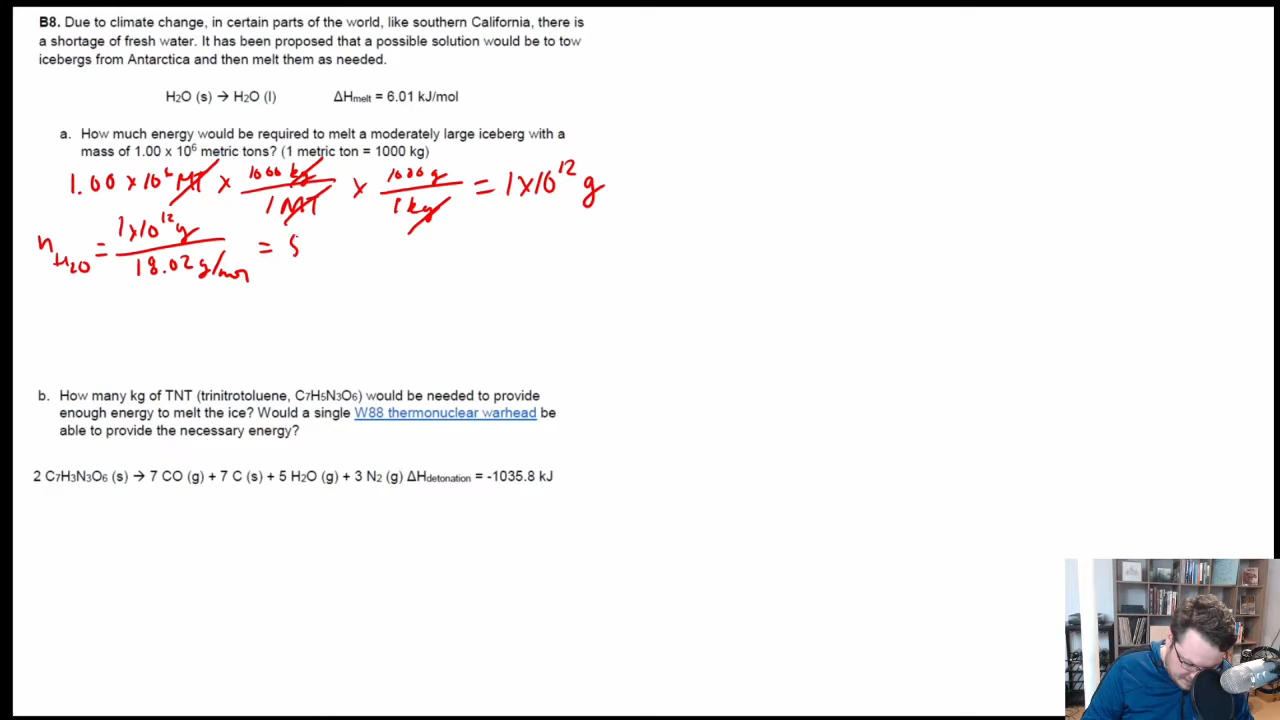 B8. Due to climate change, in certain parts of the world, like southern California, there is
a shortage of fresh water. It has been proposed that a possible solution would be to tow
icebergs from Antarctica and then melt them as needed.
H₂O (s) → H₂O (l) ΔHmelt = 6.01 kJ/mol
a. How much energy would be required to melt a moderately large iceberg with a
mass of 1.00 x 10⁶ metric tons? (1 metric ton = 1000 kg)
1.00 x 10⁶ MT x 1000 kg / 1 MT x 1000 g / 1 kg = 1 x 10¹² g
nH₂O = 1 x 10¹² g / 18.02 g/mol = 5
b. How many kg of TNT (trinitrotoluene, C₇H₅N₃O₆) would be needed to provide
enough energy to melt the ice? Would a single W88 thermonuclear warhead be
able to provide the necessary energy?
2 C₇H₃N₃O₆ (s) → 7 CO (g) + 7 C (s) + 5 H₂O (g) + 3 N₂ (g) ΔHdetonation = -1035.8 kJ